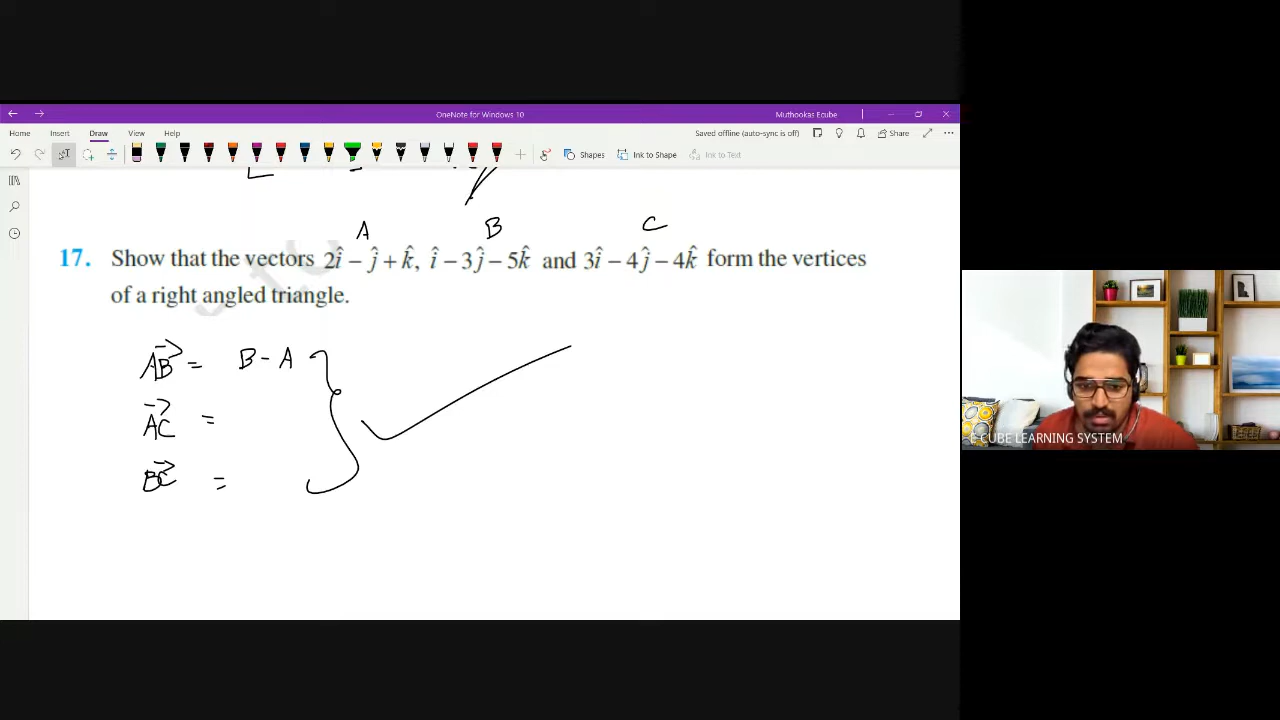 OneNote for Windows 10
Muthookas Ecube
Home Insert Draw View Help
Saved offline (auto-sync is off)
Share
Shapes
Ink to Shape
Ink to Text
A B C
17. Show that the vectors 2î − ĵ + k̂, î − 3ĵ − 5k̂ and 3î − 4ĵ − 4k̂ form the vertices
of a right angled triangle.
AB⃗ = B − A
AC⃗ =
BC⃗ =
E CUBE LEARNING SYSTEM